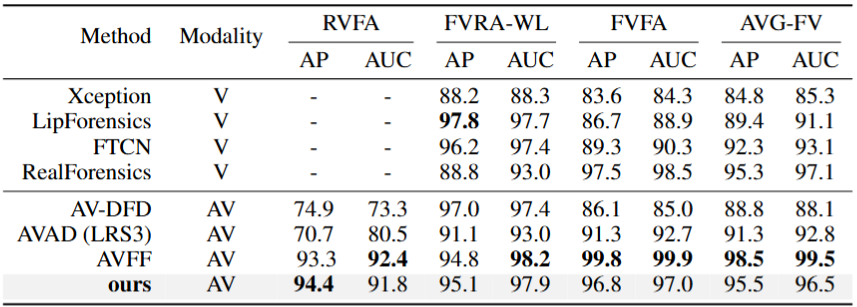 Method Modality RVFA FVRA-WL FVFA AVG-FV
AP AUC AP AUC AP AUC AP AUC
Xception V - - 88.2 88.3 83.6 84.3 84.8 85.3
LipForensics V - - 97.8 97.7 86.7 88.9 89.4 91.1
FTCN V - - 96.2 97.4 89.3 90.3 92.3 93.1
RealForensics V - - 88.8 93.0 97.5 98.5 95.3 97.1
AV-DFD AV 74.9 73.3 97.0 97.4 86.1 85.0 88.8 88.1
AVAD (LRS3) AV 70.7 80.5 91.1 93.0 91.3 92.7 91.3 92.8
AVFF AV 93.3 92.4 94.8 98.2 99.8 99.9 98.5 99.5
ours AV 94.4 91.8 95.1 97.9 96.8 97.0 95.5 96.5